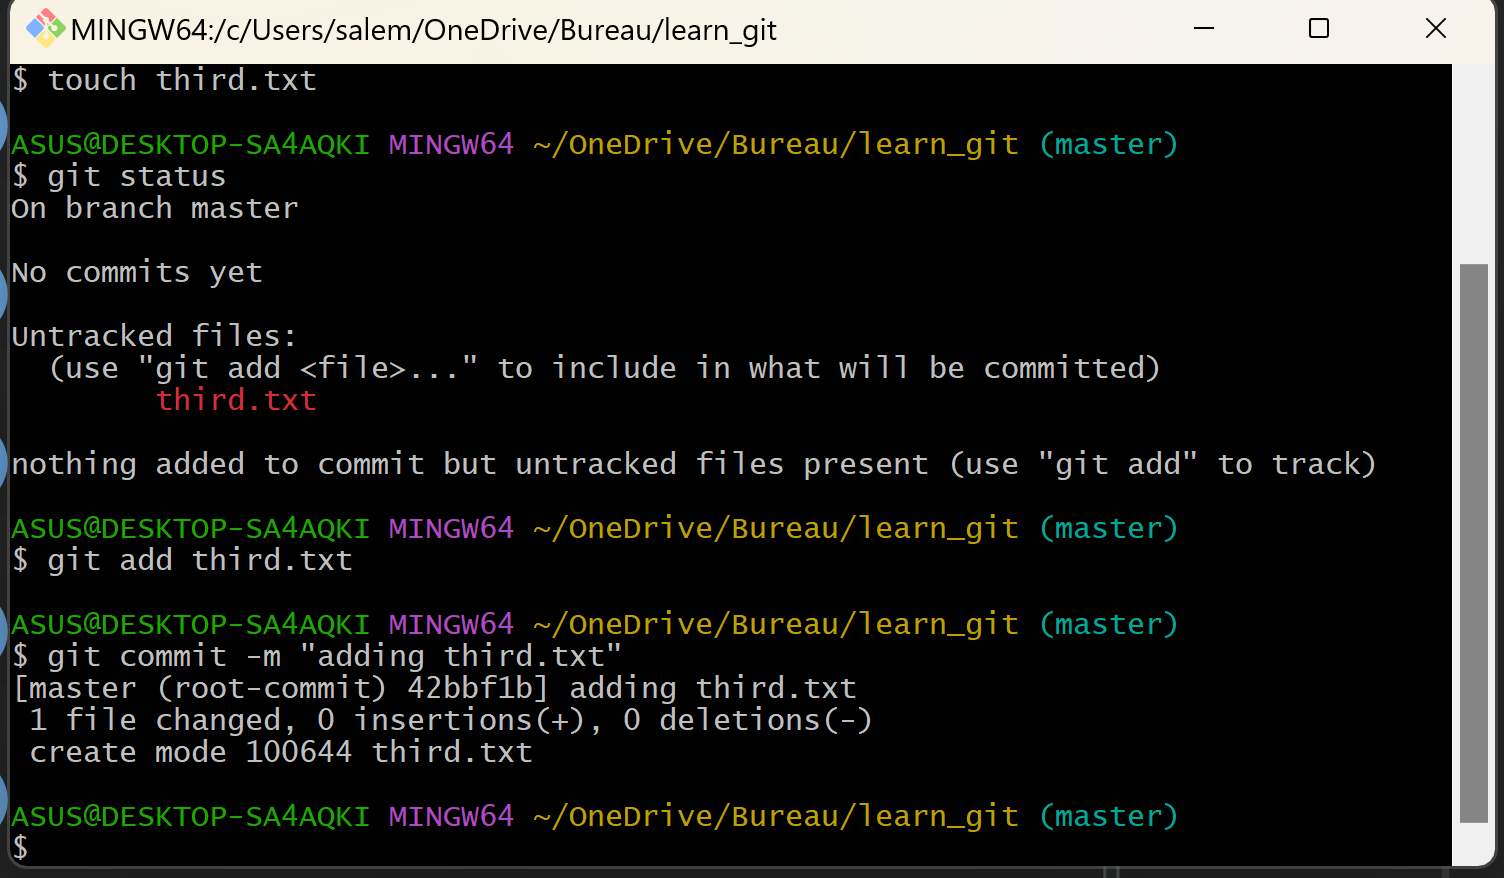 MINGW64:/c/Users/salem/OneDrive/Bureau/learn_git
$ touch third.txt
ASUS@DESKTOP-SA4AQKI MINGW64 ~/OneDrive/Bureau/learn_git (master)
$ git status
On branch master
No commits yet
Untracked files:
  (use "git add <file>..." to include in what will be committed)
        third.txt
nothing added to commit but untracked files present (use "git add" to track)
ASUS@DESKTOP-SA4AQKI MINGW64 ~/OneDrive/Bureau/learn_git (master)
$ git add third.txt
ASUS@DESKTOP-SA4AQKI MINGW64 ~/OneDrive/Bureau/learn_git (master)
$ git commit -m "adding third.txt"
[master (root-commit) 42bbf1b] adding third.txt
 1 file changed, 0 insertions(+), 0 deletions(-)
 create mode 100644 third.txt
ASUS@DESKTOP-SA4AQKI MINGW64 ~/OneDrive/Bureau/learn_git (master)
$